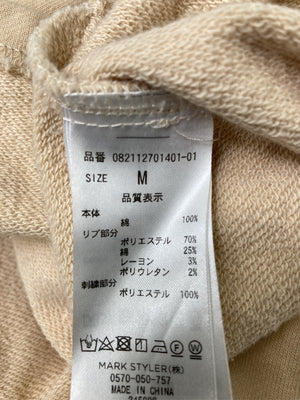 品番 082112701401-01
SIZE M
品質表示
本体
綿 100%
リブ部分
ポリエステル 70%
綿 25%
レーヨン 3%
ポリウレタン 2%
刺繍部分
ポリエステル 100%
MARK STYLER(株)
0570-050-757
MADE IN CHINA